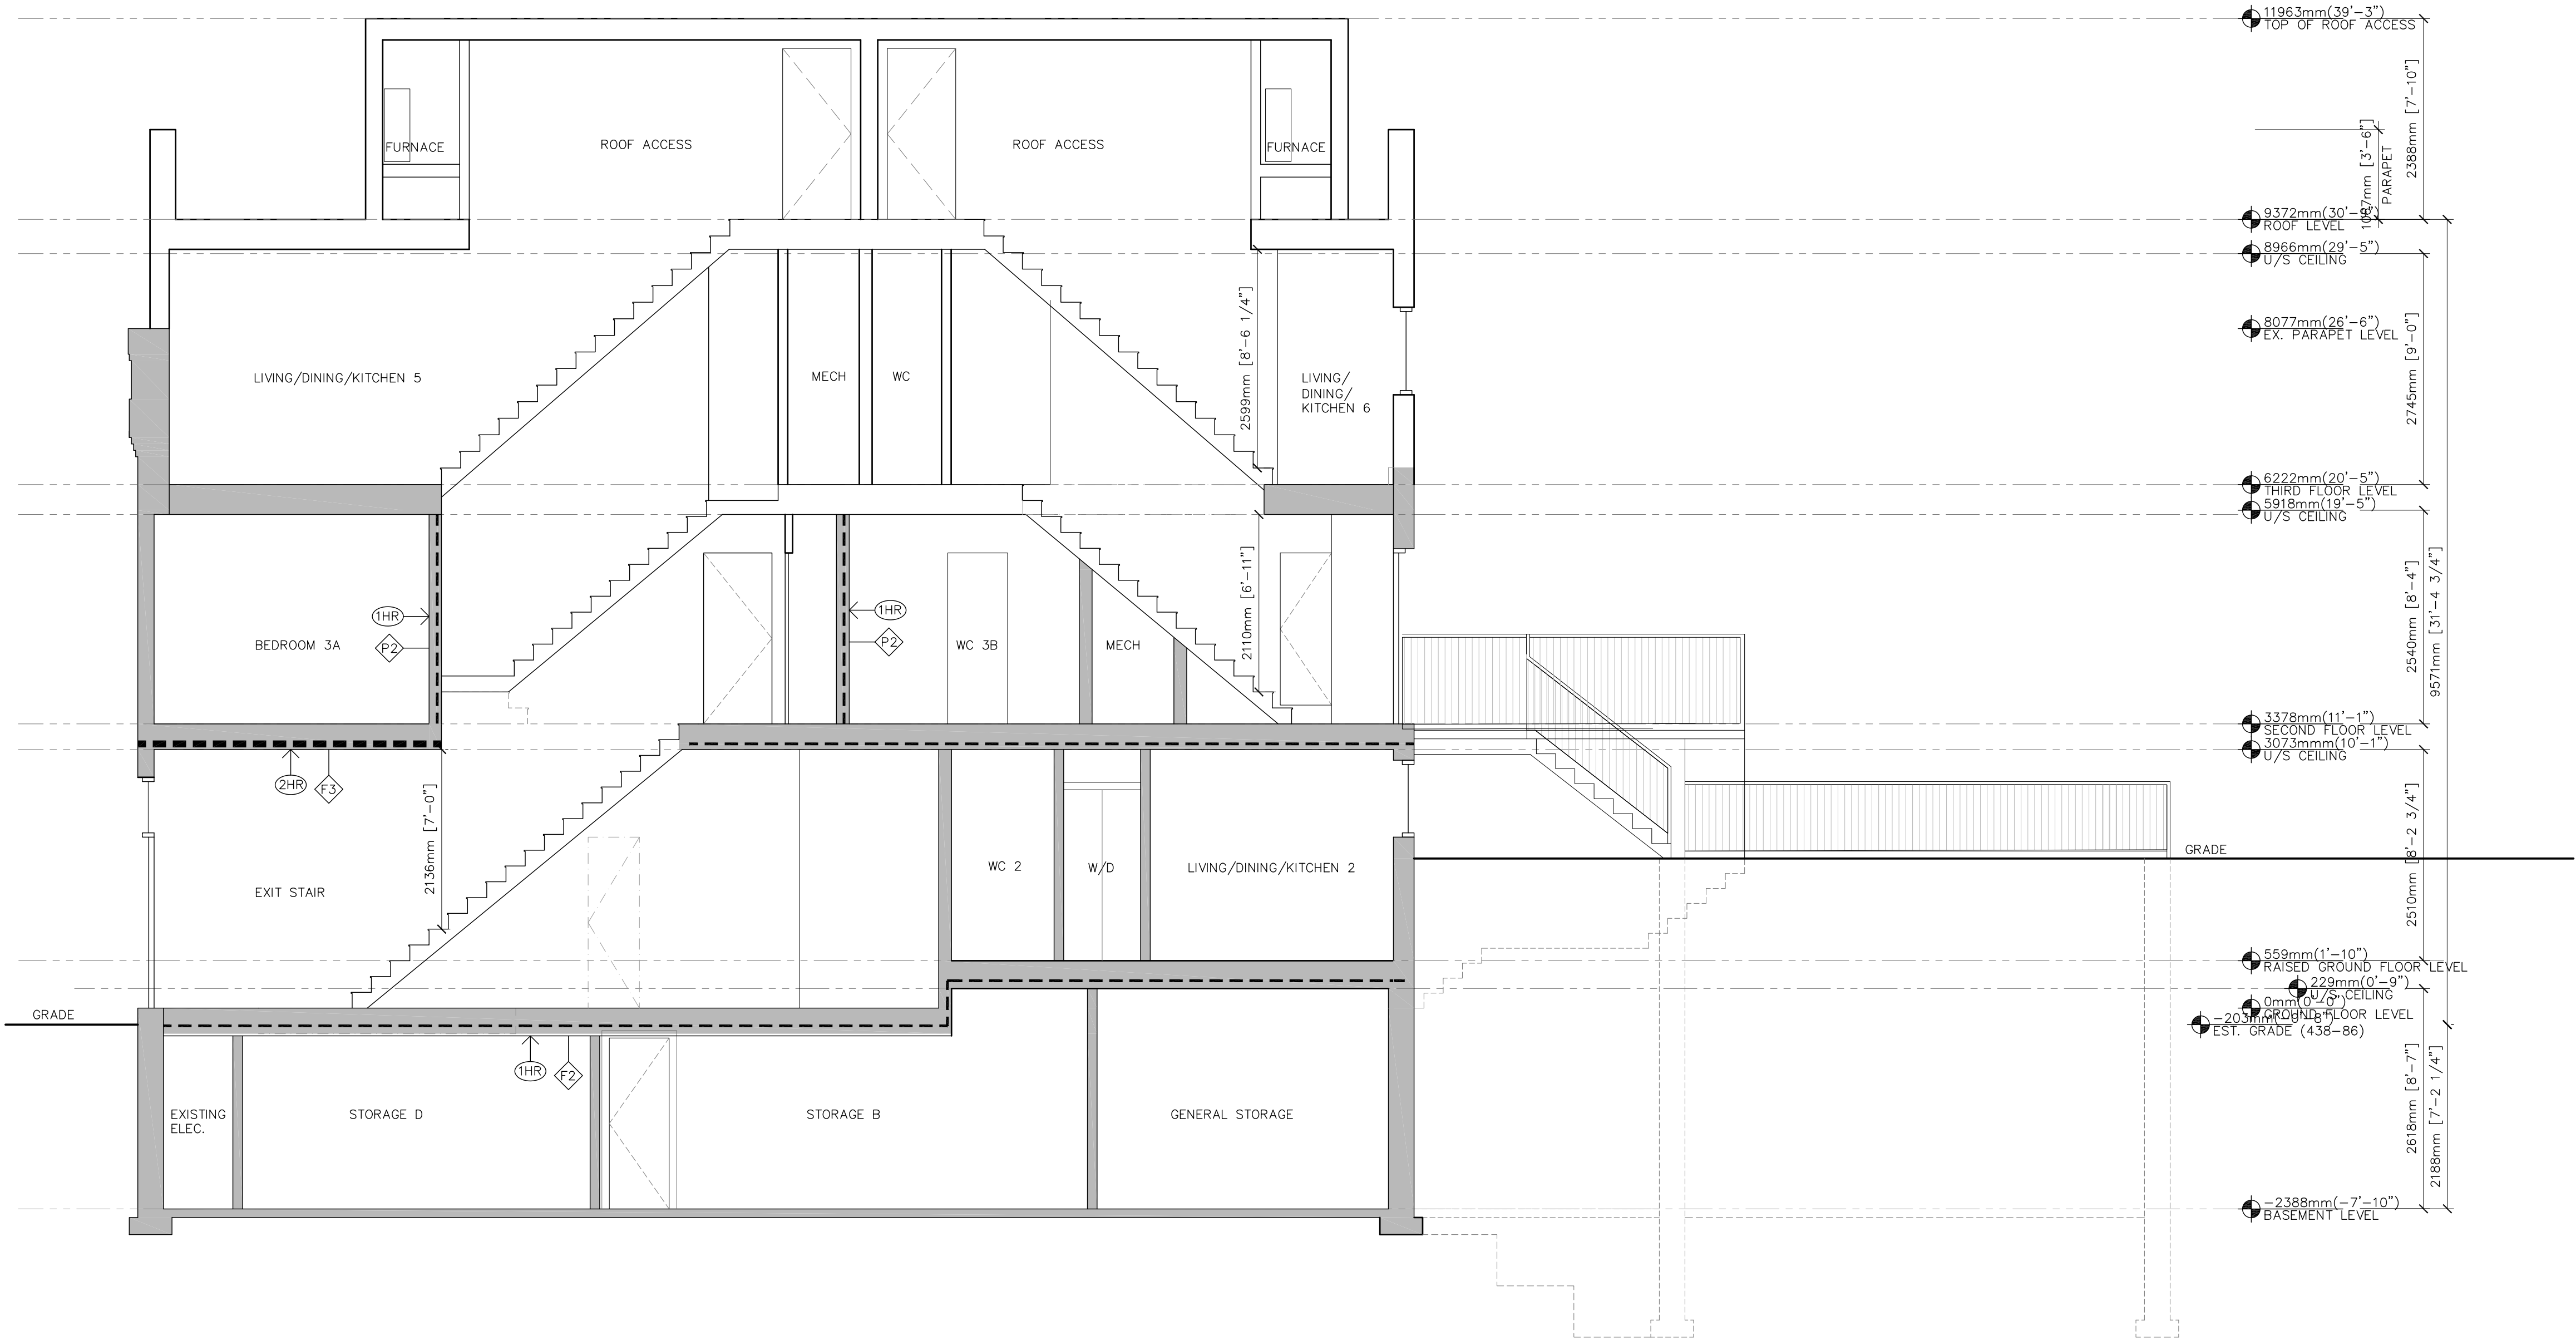 11963mm(39'-3")
TOP OF ROOF ACCESS
2388mm [7'-10"]
1067mm [3'-6"]
PARAPET
FURNACE
ROOF ACCESS
ROOF ACCESS
FURNACE
ROOF LEVEL
8966mm(29'-5")
U/S CEILING
2599mm [8'-6 1/4"]
8077mm(26'-6")
EX. PARAPET LEVEL
2745mm [9'-0"]
LIVING/DINING/KITCHEN 5
MECH
WC
LIVING/
DINING/
KITCHEN 6
6222mm(20'-5")
THIRD FLOOR LEVEL
5918mm(19'-5")
U/S CEILING
1HR
P2
BEDROOM 3A
1HR
P2
WC 3B
MECH
2110mm [6'-11"]
2540mm [8'-4"]
9571mm [31'-4 3/4"]
3378mm(11'-1")
SECOND FLOOR LEVEL
3073mmm(10'-1")
U/S CEILING
2HR
F3
2136mm [7'-0"]
EXIT STAIR
WC 2
W/D
LIVING/DINING/KITCHEN 2
GRADE
2510mm [8'-2 3/4"]
559mm(1'-10")
RAISED GROUND FLOOR LEVEL
229mm(0'-9")
U/S CEILING
0mm(0'-0")
GROUND FLOOR LEVEL
GRADE
-203mm(-0'-8")
EST. GRADE (438-86)
1HR
F2
EXISTING
ELEC.
STORAGE D
STORAGE B
GENERAL STORAGE
2618mm [8'-7"]
2188mm [7'-2 1/4"]
-2388mm(-7'-10")
BASEMENT LEVEL